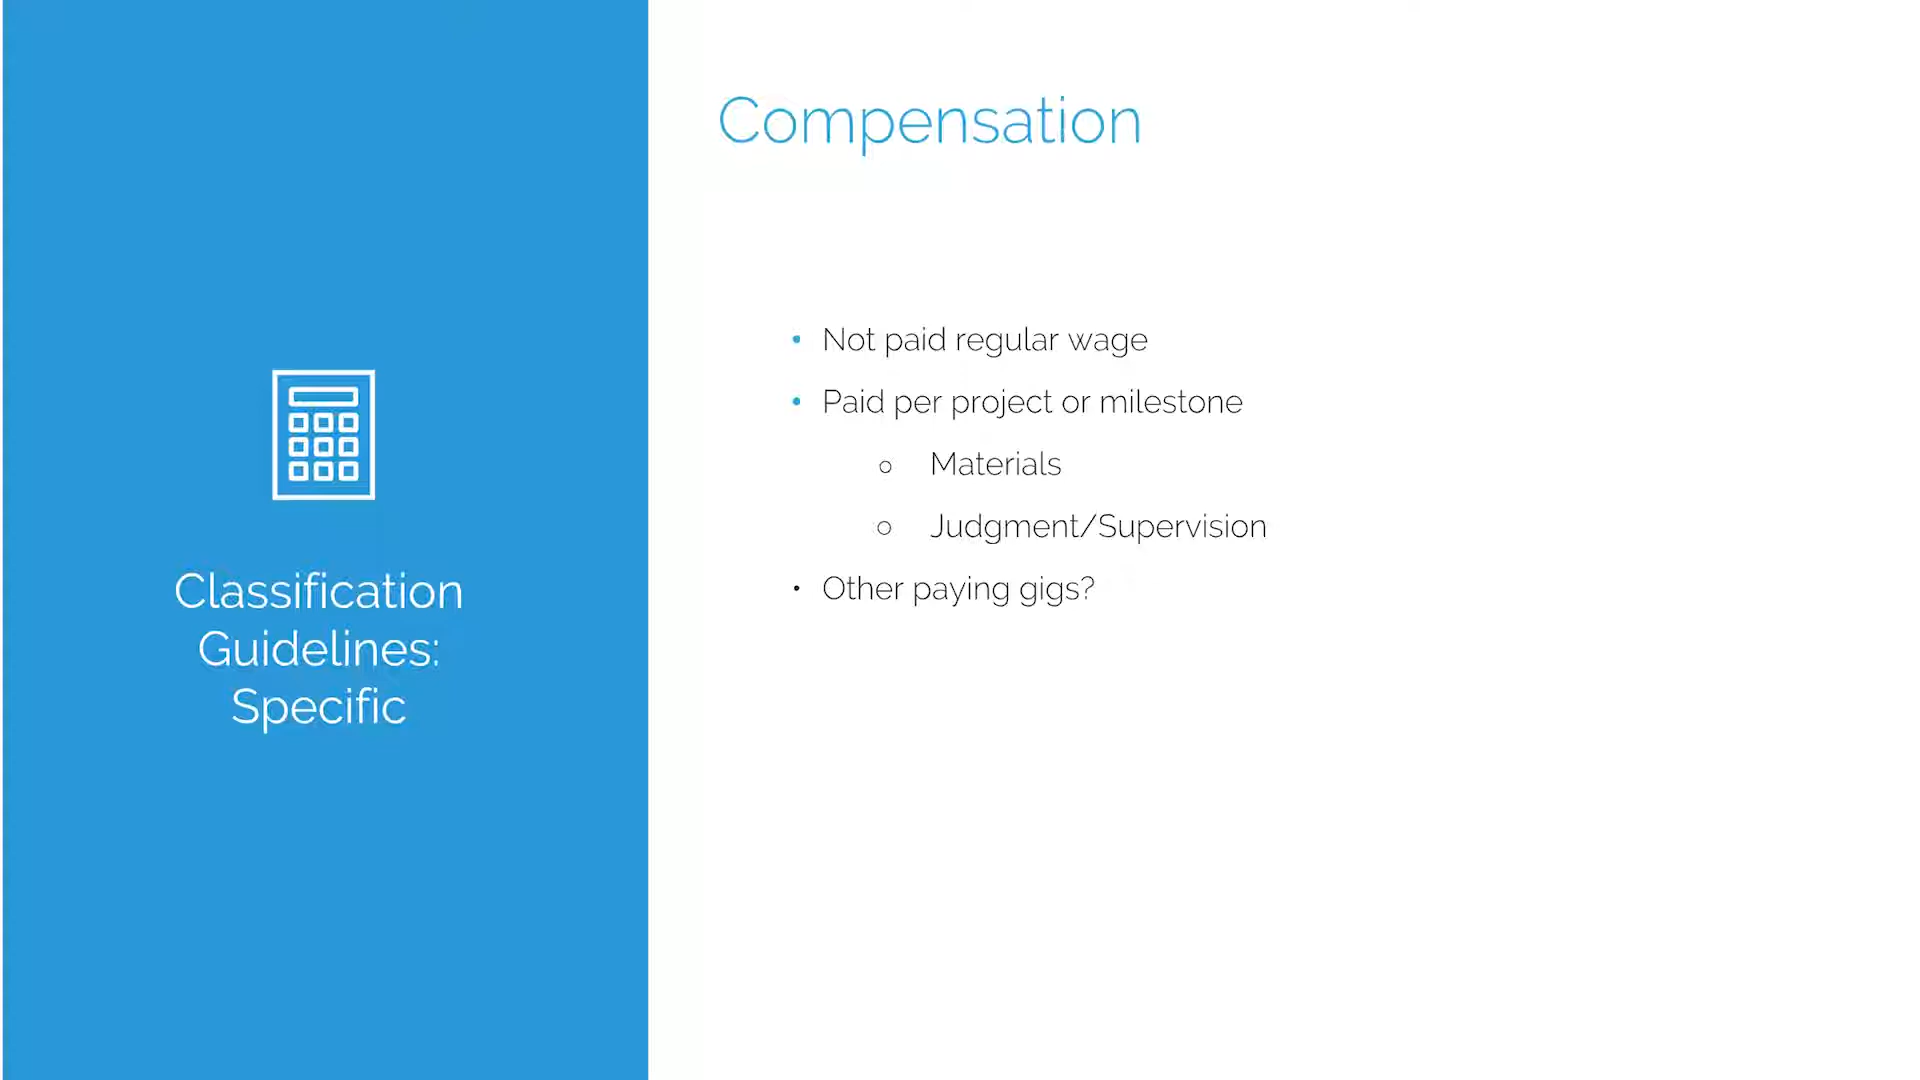 Classification
Guidelines:
Specific
Compensation
• Not paid regular wage
• Paid per project or milestone
○ Materials
○ Judgment/Supervision
• Other paying gigs?